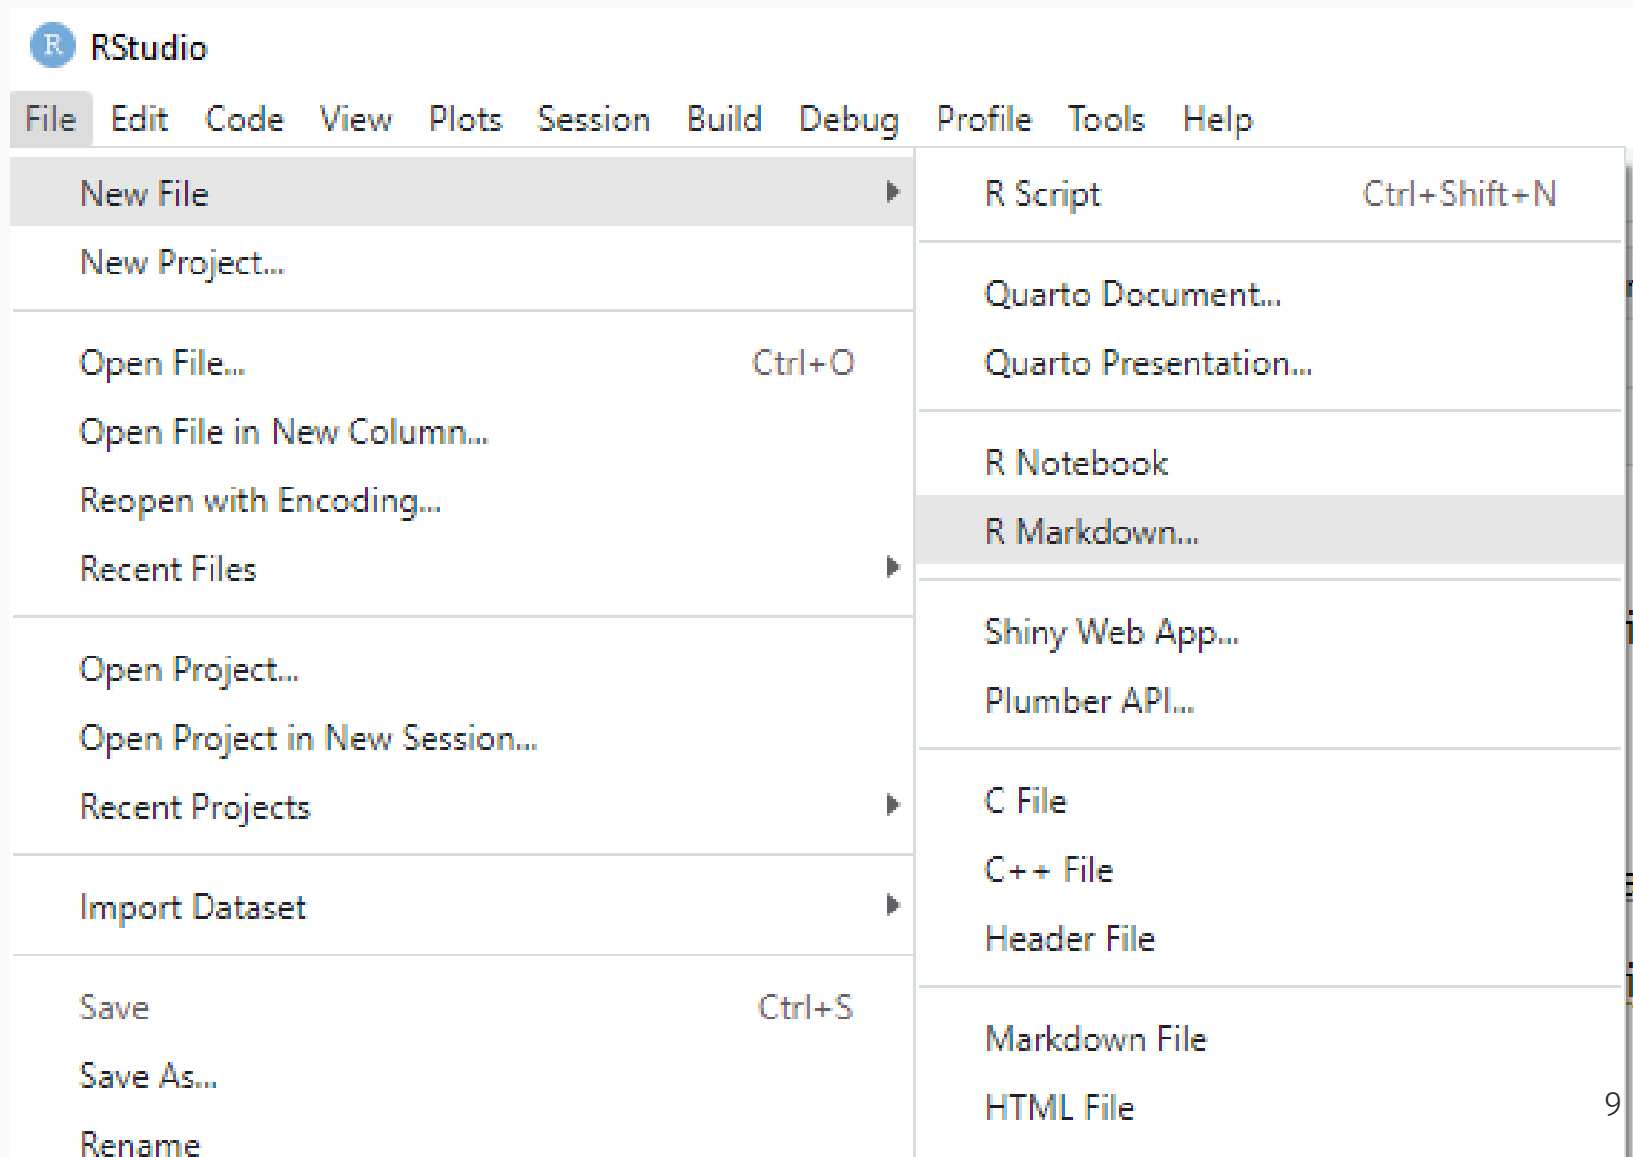 RStudio
File Edit Code View Plots Session Build Debug Profile Tools Help
New File
New Project...
Open File... Ctrl+O
Open File in New Column...
Reopen with Encoding...
Recent Files
Open Project...
Open Project in New Session...
Recent Projects
Import Dataset
Save Ctrl+S
Save As...
Rename
R Script Ctrl+Shift+N
Quarto Document...
Quarto Presentation...
R Notebook
R Markdown...
Shiny Web App...
Plumber API...
C File
C++ File
Header File
Markdown File
HTML File
9